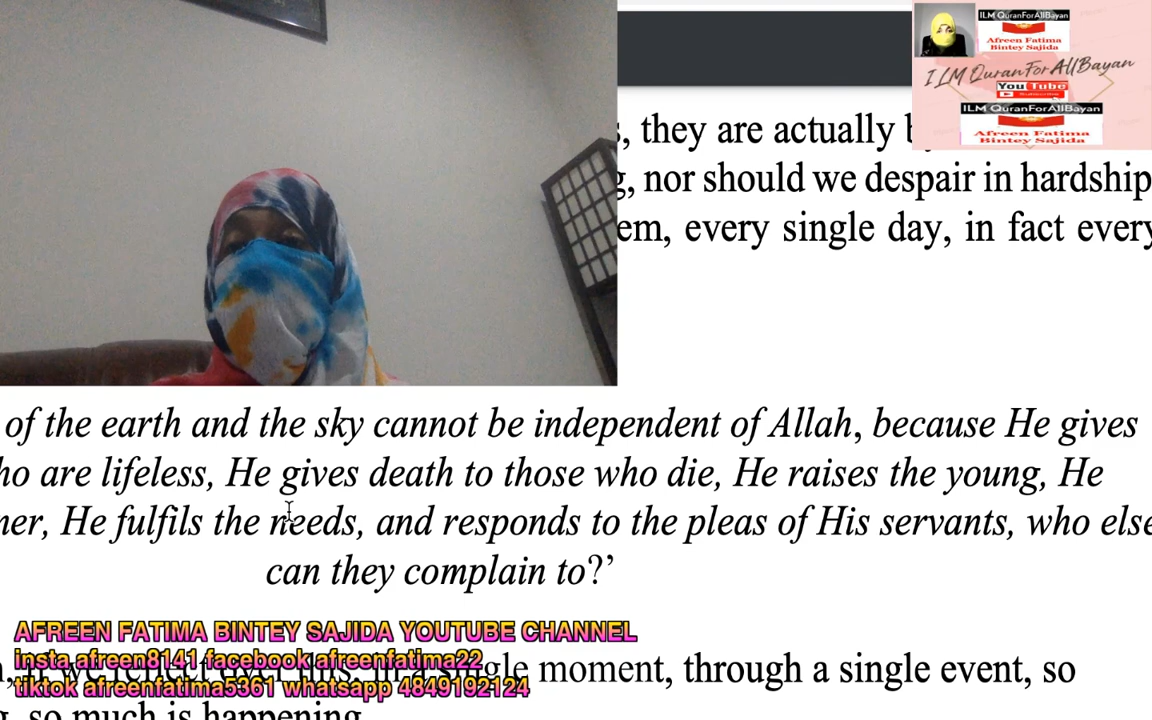 ILM QuranForAllBayan
Afreen Fatima
Bintey Sajida
ILM QuranForAllBayan
YouTube
Subscribe
ILM QuranForAllBayan
Afreen Fatima
Bintey Sajida
, they are actually
, nor should we despair in hardship
em, every single day, in fact every
of the earth and the sky cannot be independent of Allah, because He gives
ho are lifeless, He gives death to those who die, He raises the young, He
ner, He fulfils the needs, and responds to the pleas of His servants, who else
can they complain to?’
AFREEN FATIMA BINTEY SAJIDA YOUTUBE CHANNEL
insta afreen8141 facebook afreenfatima22
tiktok afreenfatima5361 whatsapp 4849192124
single moment, through a single event, so
, so much is happening